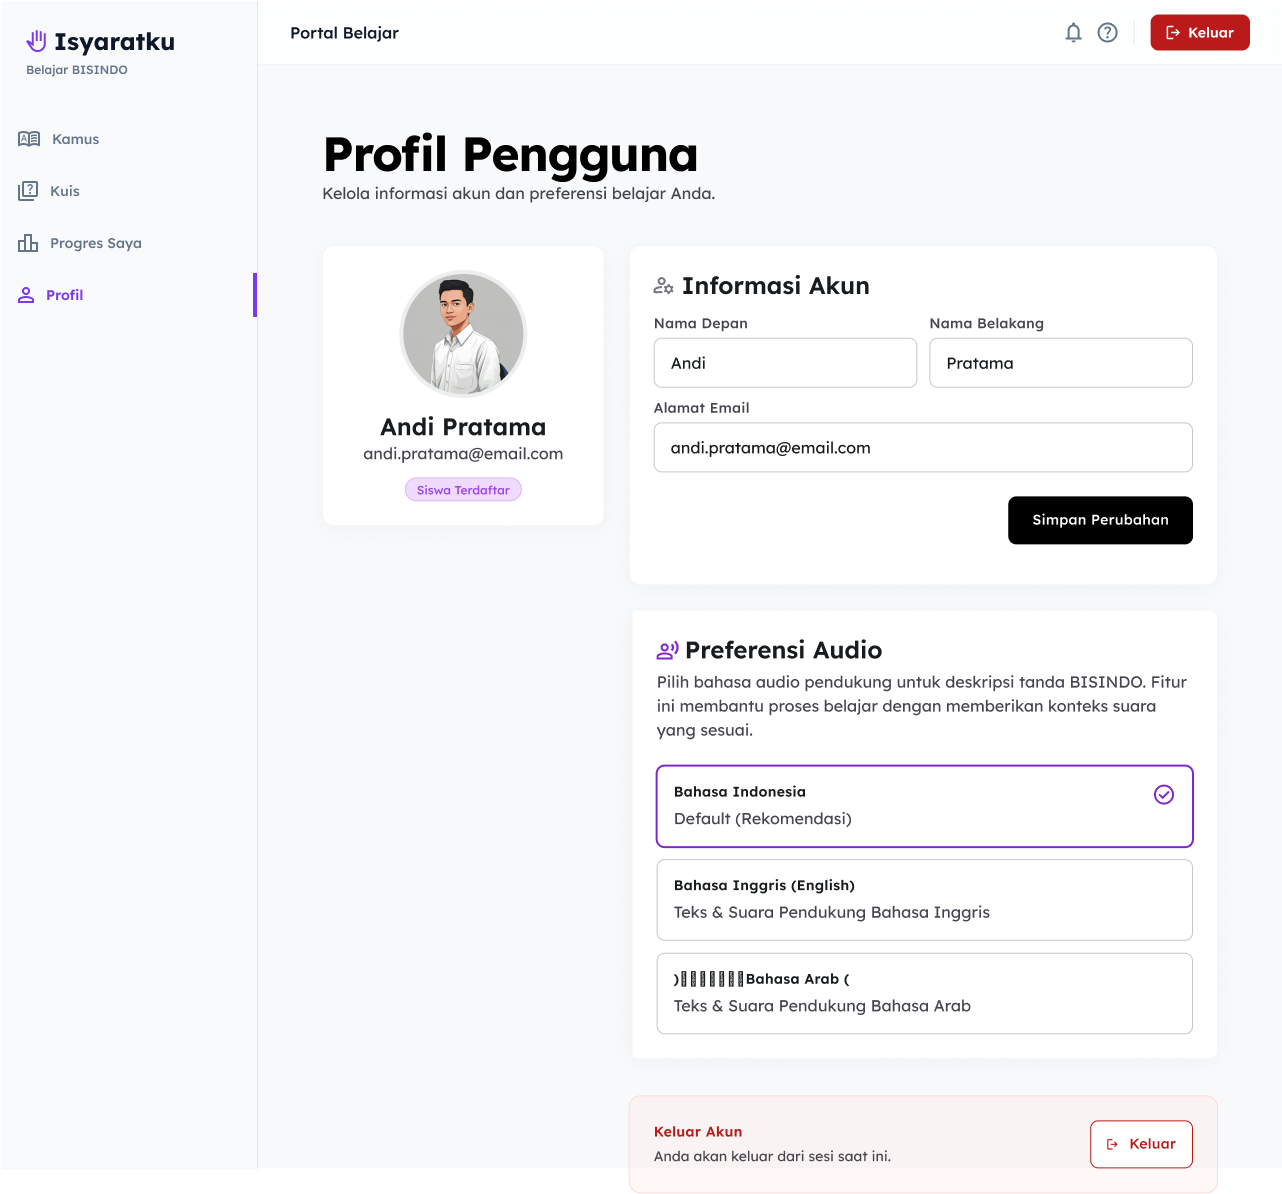 Isyaratku
Belajar BISINDO
Kamus
Kuis
Progres Saya
Profil
Portal Belajar
Keluar
Profil Pengguna
Kelola informasi akun dan preferensi belajar Anda.
Andi Pratama
andi.pratama@email.com
Siswa Terdaftar
Informasi Akun
Nama Depan
Nama Belakang
Andi
Pratama
Alamat Email
andi.pratama@email.com
Simpan Perubahan
Preferensi Audio
Pilih bahasa audio pendukung untuk deskripsi tanda BISINDO. Fitur
ini membantu proses belajar dengan memberikan konteks suara
yang sesuai.
Bahasa Indonesia
Default (Rekomendasi)
Bahasa Inggris (English)
Teks & Suara Pendukung Bahasa Inggris
Bahasa Arab (
Teks & Suara Pendukung Bahasa Arab
Keluar Akun
Anda akan keluar dari sesi saat ini.
Keluar